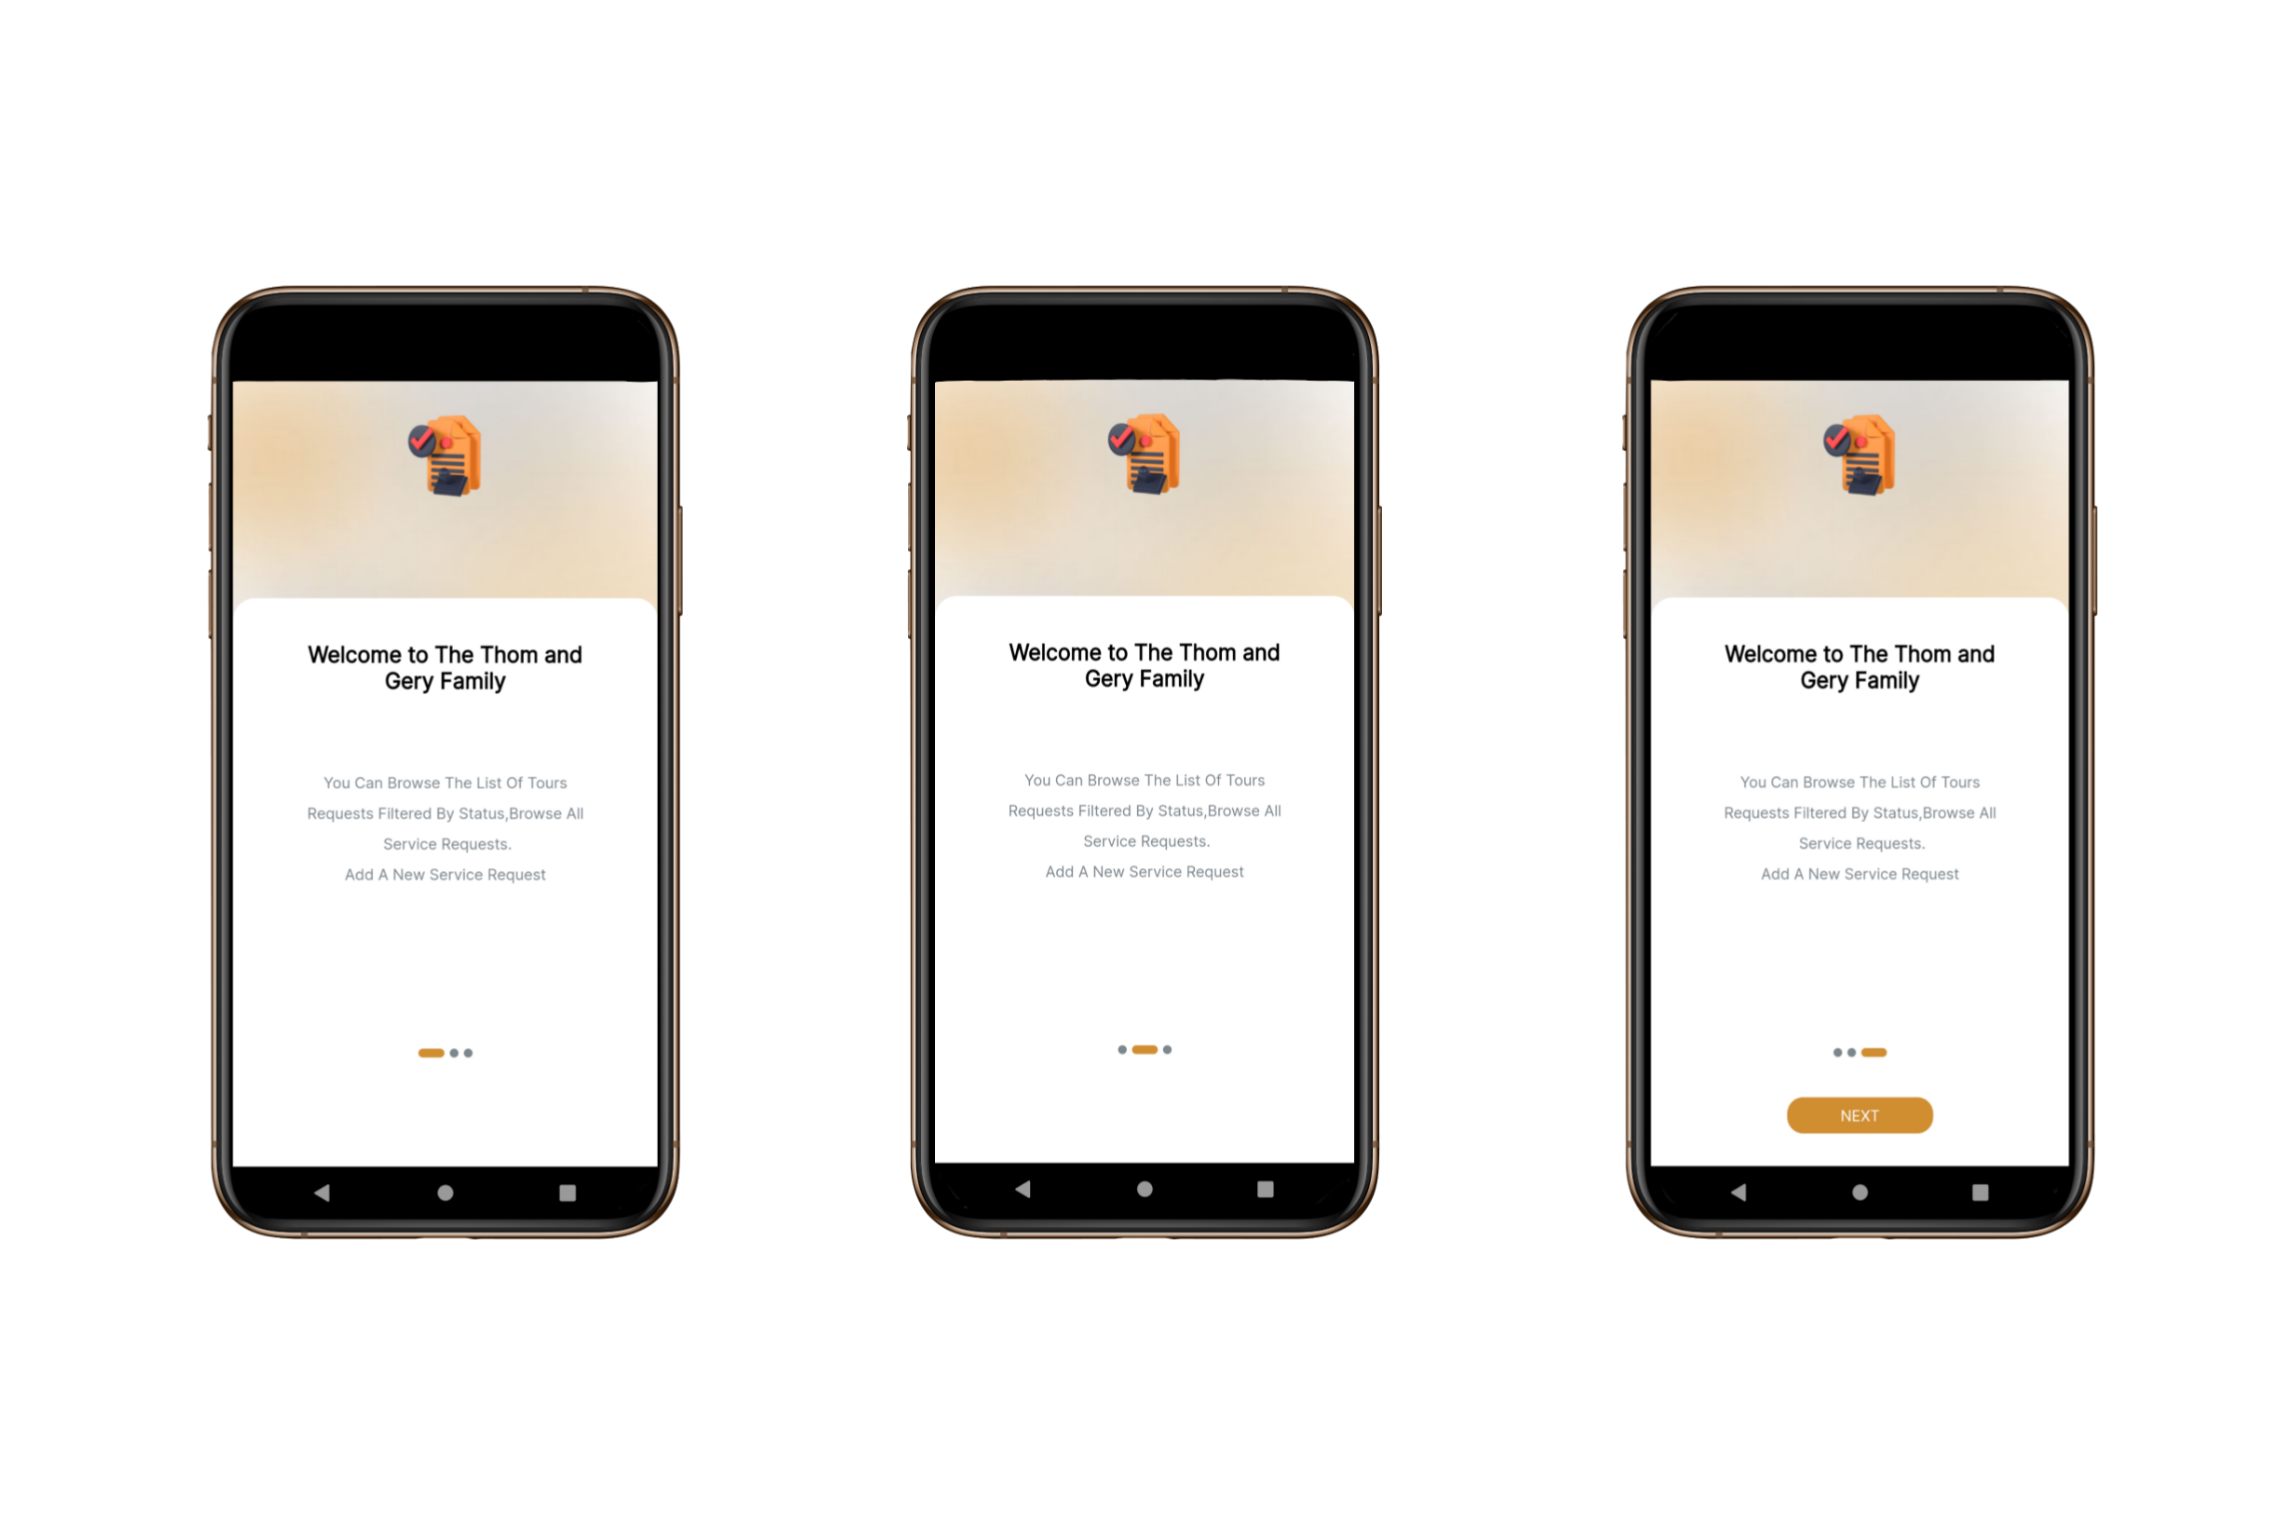 Welcome to The Thom and
Gery Family
You Can Browse The List Of Tours
Requests Filtered By Status,Browse All
Service Requests.
Add A New Service Request
Welcome to The Thom and
Gery Family
You Can Browse The List Of Tours
Requests Filtered By Status,Browse All
Service Requests.
Add A New Service Request
Welcome to The Thom and
Gery Family
You Can Browse The List Of Tours
Requests Filtered By Status,Browse All
Service Requests.
Add A New Service Request
NEXT